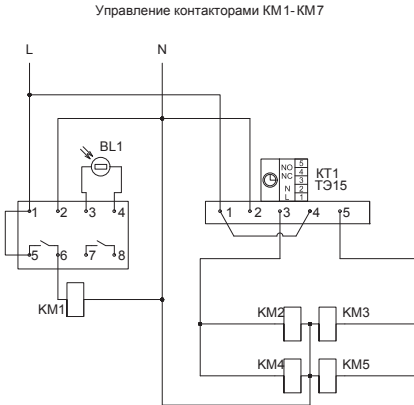 Управление контакторами КМ1-КМ7
L N
BL1
NO 5
NC 4
3
N 2
L 1
КТ1
ТЭ15
1 2 3 4
1 2 3 4 5
5 6 7 8
КМ1
КМ2 КМ3
КМ4 КМ5